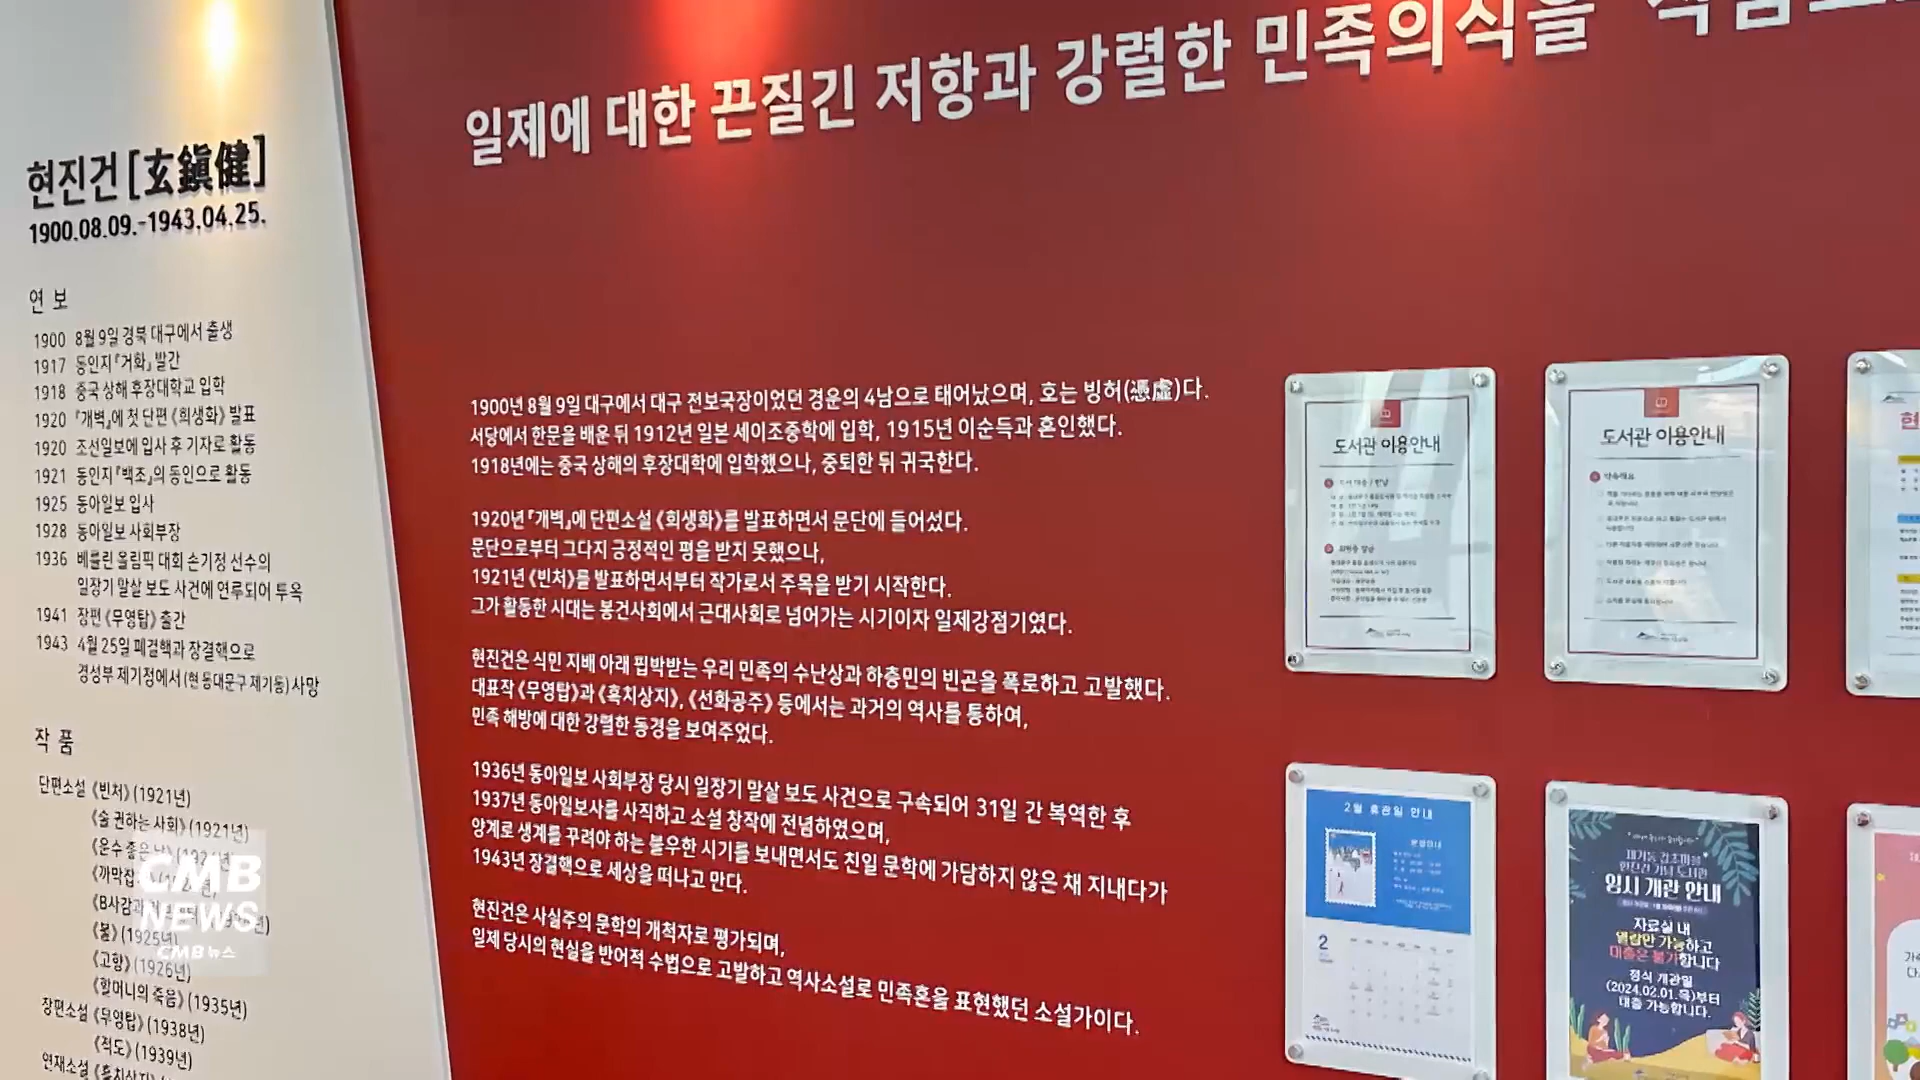 일제에 대한 끈질긴 저항과 강렬한 민족의식을
현진건[玄鎭健]
1900.08.09.-1943.04.25.
연 보
1900 8월 9일 경북 대구에서 출생
1917 동인지『거화』발간
1918 중국 상해 후장대학교 입학
1920 『개벽』에 첫 단편《희생화》발표
1920 조선일보에 입사 후 기자로 활동
1921 동인지『백조』의 동인으로 활동
1925 동아일보 입사
1928 동아일보 사회부장
1936 베를린 올림픽 대회 손기정 선수의
일장기 말살 보도 사건에 연루되어 투옥
1941 장편《무영탑》출간
1943 4월 25일 폐결핵과 장결핵으로
경성부 제기정에서(현 동대문구 제기동) 사망
작 품
단편소설《빈처》(1921년)
《술 권하는 사회》(1921년)
《운수 좋은
《까막잡
《B사감과
《불》(1925년)
《고향》(1926년)
《할머니의 죽음》(1935년)
장편소설《무영탑》(1938년)
《적도》(1939년)
연재소설《흑치상지》
CMB
NEWS
CMB 뉴스
1900년 8월 9일 대구에서 대구 전보국장이었던 경운의 4남으로 태어났으며, 호는 빙허(憑虛)다.
서당에서 한문을 배운 뒤 1912년 일본 세이조중학에 입학, 1915년 이순득과 혼인했다.
1918년에는 중국 상해의 후장대학에 입학했으나, 중퇴한 뒤 귀국한다.
1920년『개벽』에 단편소설《희생화》를 발표하면서 문단에 들어섰다.
문단으로부터 그다지 긍정적인 평을 받지 못했으나,
1921년《빈처》를 발표하면서부터 작가로서 주목을 받기 시작한다.
그가 활동한 시대는 봉건사회에서 근대사회로 넘어가는 시기이자 일제강점기였다.
현진건은 식민 지배 아래 핍박받는 우리 민족의 수난상과 하층민의 빈곤을 폭로하고 고발했다.
대표작《무영탑》과《흑치상지》,《선화공주》등에서는 과거의 역사를 통하여,
민족 해방에 대한 강렬한 동경을 보여주었다.
1936년 동아일보 사회부장 당시 일장기 말살 보도 사건으로 구속되어 31일 간 복역한 후
1937년 동아일보사를 사직하고 소설 창작에 전념하였으며,
양계로 생계를 꾸려야 하는 불우한 시기를 보내면서도 친일 문학에 가담하지 않은 채 지내다가
1943년 장결핵으로 세상을 떠나고 만다.
현진건은 사실주의 문학의 개척자로 평가되며,
일제 당시의 현실을 반어적 수법으로 고발하고 역사소설로 민족혼을 표현했던 소설가이다.
도서관 이용안내
도서관 이용안내
2월 휴관일 안내
2
제기동 감초마을
현진건 기념 도서관
임시 개관 안내
자료실 내
열람만 가능하고
대출은 불가합니다
정식 개관일
(2024.02.01.목)부터
대출 가능합니다.